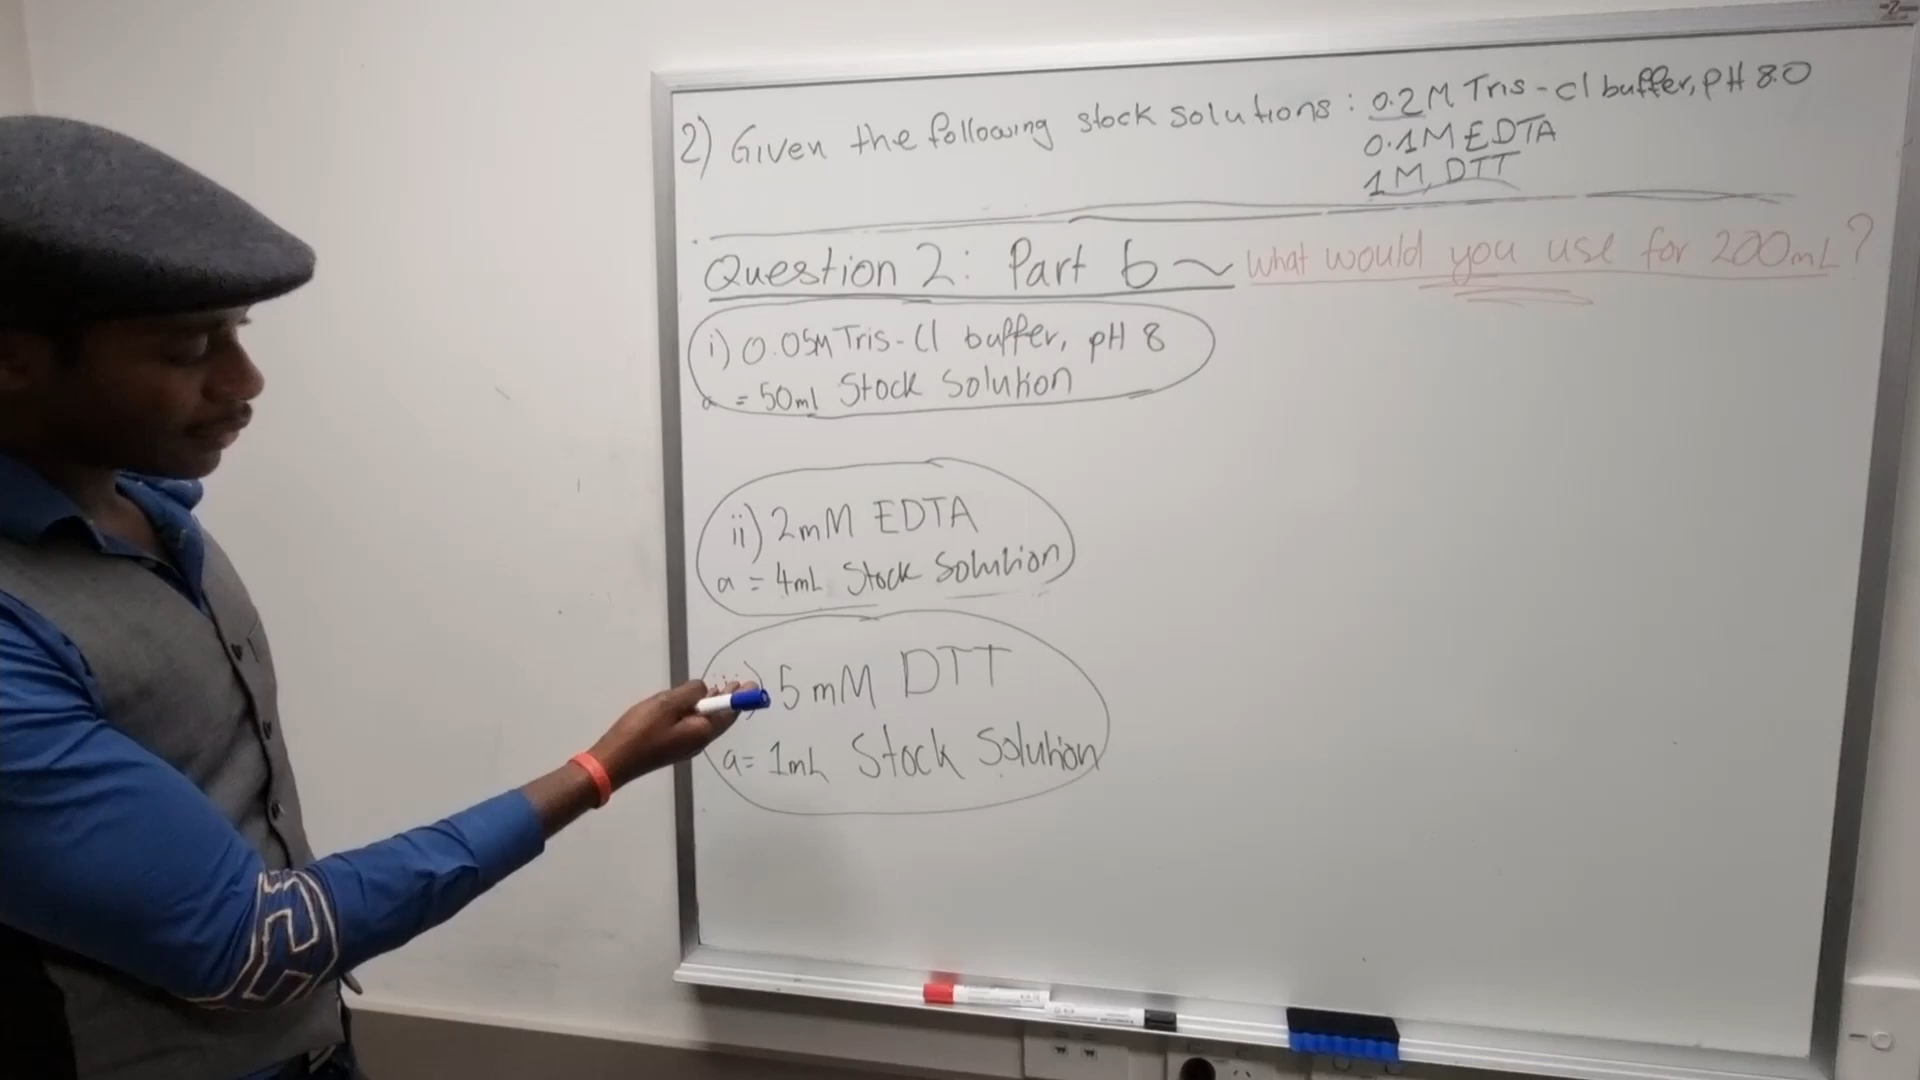 2) Given the following stock solutions: 0.2M Tris-Cl buffer, pH 8.0
0.1M EDTA
1M DTT
Question 2: Part b ~ What would you use for 200mL?
i) 0.05M Tris-Cl buffer, pH 8
a = 50ml Stock Solution
ii) 2mM EDTA
a = 4mL Stock Solution
5mM DTT
a = 1mL Stock Solution